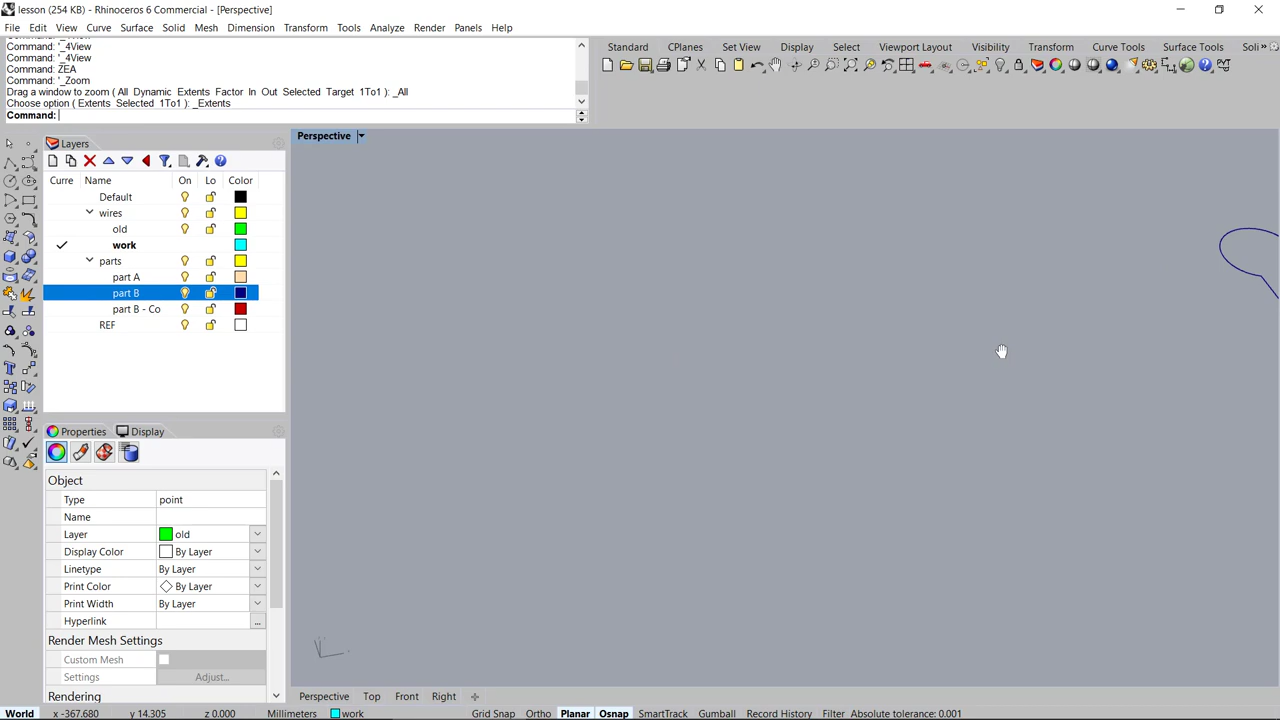 lesson (254 KB) - Rhinoceros 6 Commercial - [Perspective]
File Edit View Curve Surface Solid Mesh Dimension Transform Tools Analyze Render Panels Help
Command: '_4View
Command: '_4View
Command: ZEA
Command: '_Zoom
Drag a window to zoom ( All Dynamic Extents Factor In Out Selected Target 1To1 ): _All
Choose option ( Extents Selected 1To1 ): _Extents
Command:
Standard CPlanes Set View Display Select Viewport Layout Visibility Transform Curve Tools Surface Tools Soli »
Perspective
Layers
Curre Name On Lo Color
Default
wires
old
work
parts
part A
part B
part B - Co
REF
Properties Display
Object
Type point
Name
Layer old
Display Color By Layer
Linetype By Layer
Print Color By Layer
Print Width By Layer
Hyperlink ...
Render Mesh Settings
Custom Mesh
Settings Adjust...
Rendering
Perspective Top Front Right
World x -367.680 y 14.305 z 0.000 Millimeters work Grid Snap Ortho Planar Osnap SmartTrack Gumball Record History Filter Absolute tolerance: 0.001